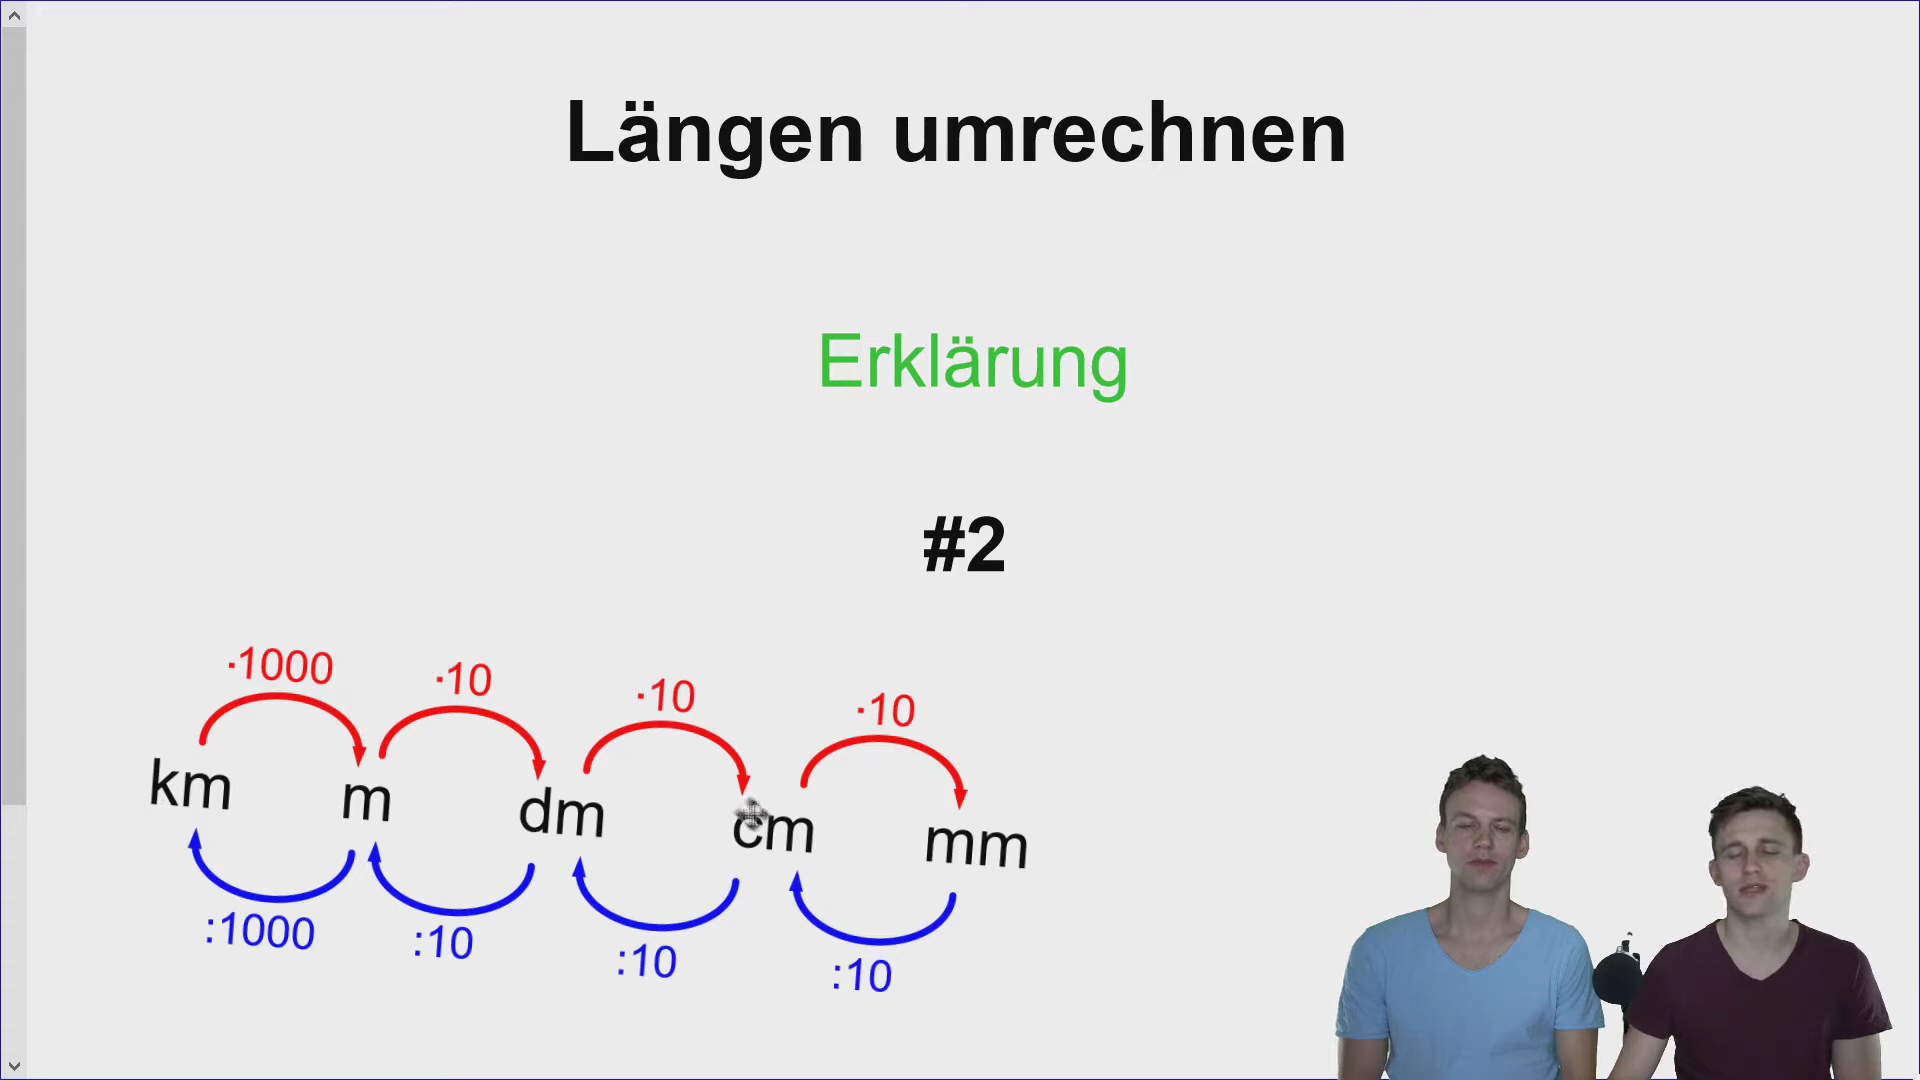 Längen umrechnen
Erklärung
#2
·1000 ·10 ·10 ·10
km m dm cm mm
:1000 :10 :10 :10